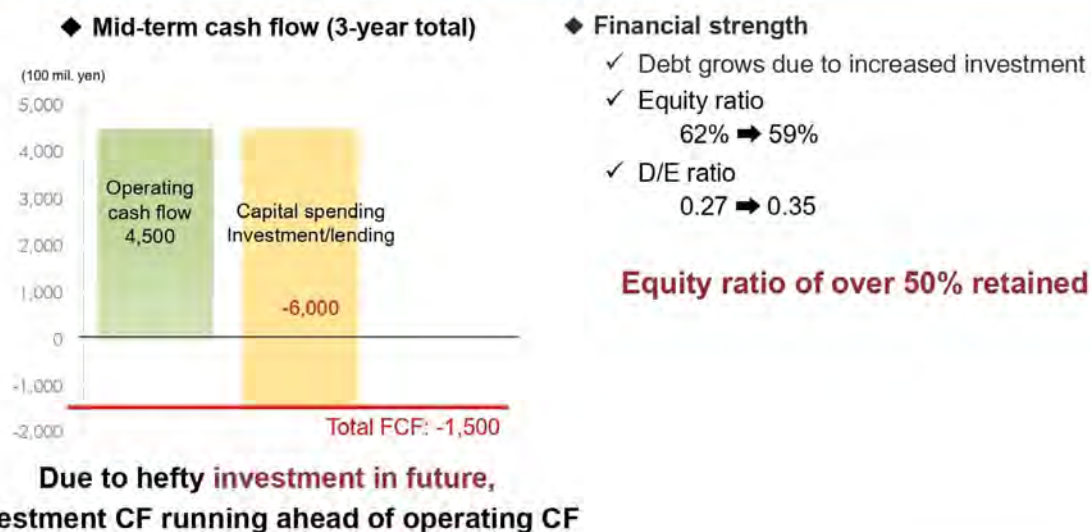 ◆ Mid-term cash flow (3-year total)
(100 mil. yen)
5,000
4,000
3,000
2,000
1,000
0
-1,000
-2,000
Operating
cash flow
4,500
Capital spending
Investment/lending
-6,000
Total FCF: -1,500
Due to hefty investment in future,
estment CF running ahead of operating CF
◆ Financial strength
✓ Debt grows due to increased investment
✓ Equity ratio
62% ➡ 59%
✓ D/E ratio
0.27 ➡ 0.35
Equity ratio of over 50% retained